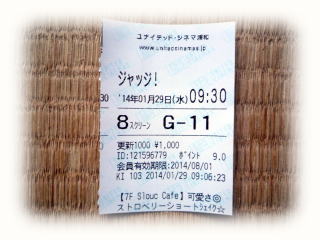 ユナイテッド・シネマ浦和
www.unitedcinemas.jp
ジャッジ!
'14年01月29日(水) 09:30
8スクリーン G-11
更新1000 ¥1,000
ID:121596779 ポイント 9.0
会員有効期限:2014/08/01
KI 103 2014/01/29 09:06:23
【7F Slouc Cafe】可愛さ◎
ストロベリーショートシェイク☆